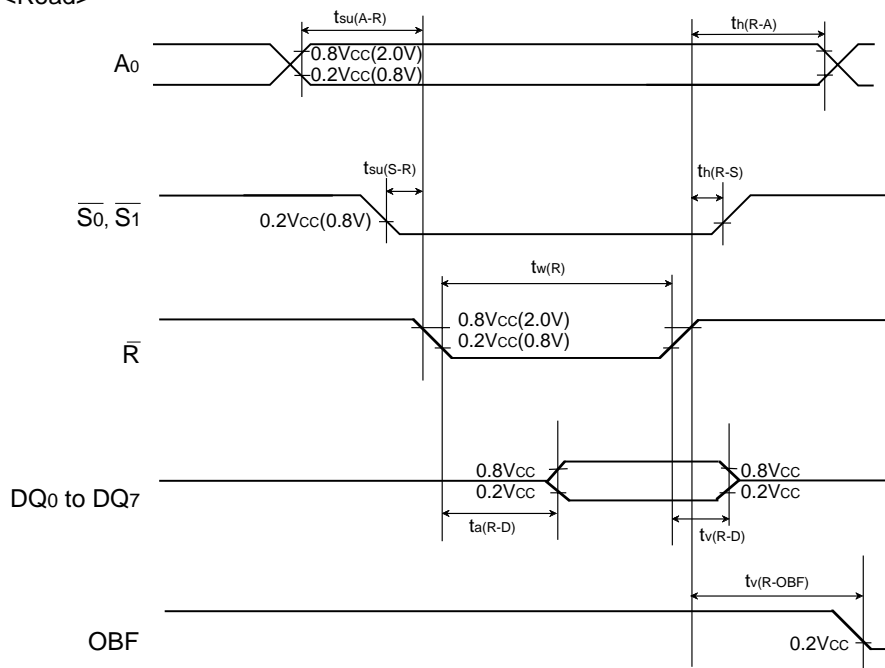 <Read>
tsu(A-R)
th(R-A)
A0
0.8VCC(2.0V)
0.2VCC(0.8V)
tsu(S-R)
th(R-S)
S0, S1
0.2VCC(0.8V)
tw(R)
R
0.8VCC(2.0V)
0.2VCC(0.8V)
DQ0 to DQ7
0.8VCC
0.2VCC
0.8VCC
0.2VCC
ta(R-D)
tv(R-D)
tv(R-OBF)
OBF
0.2VCC